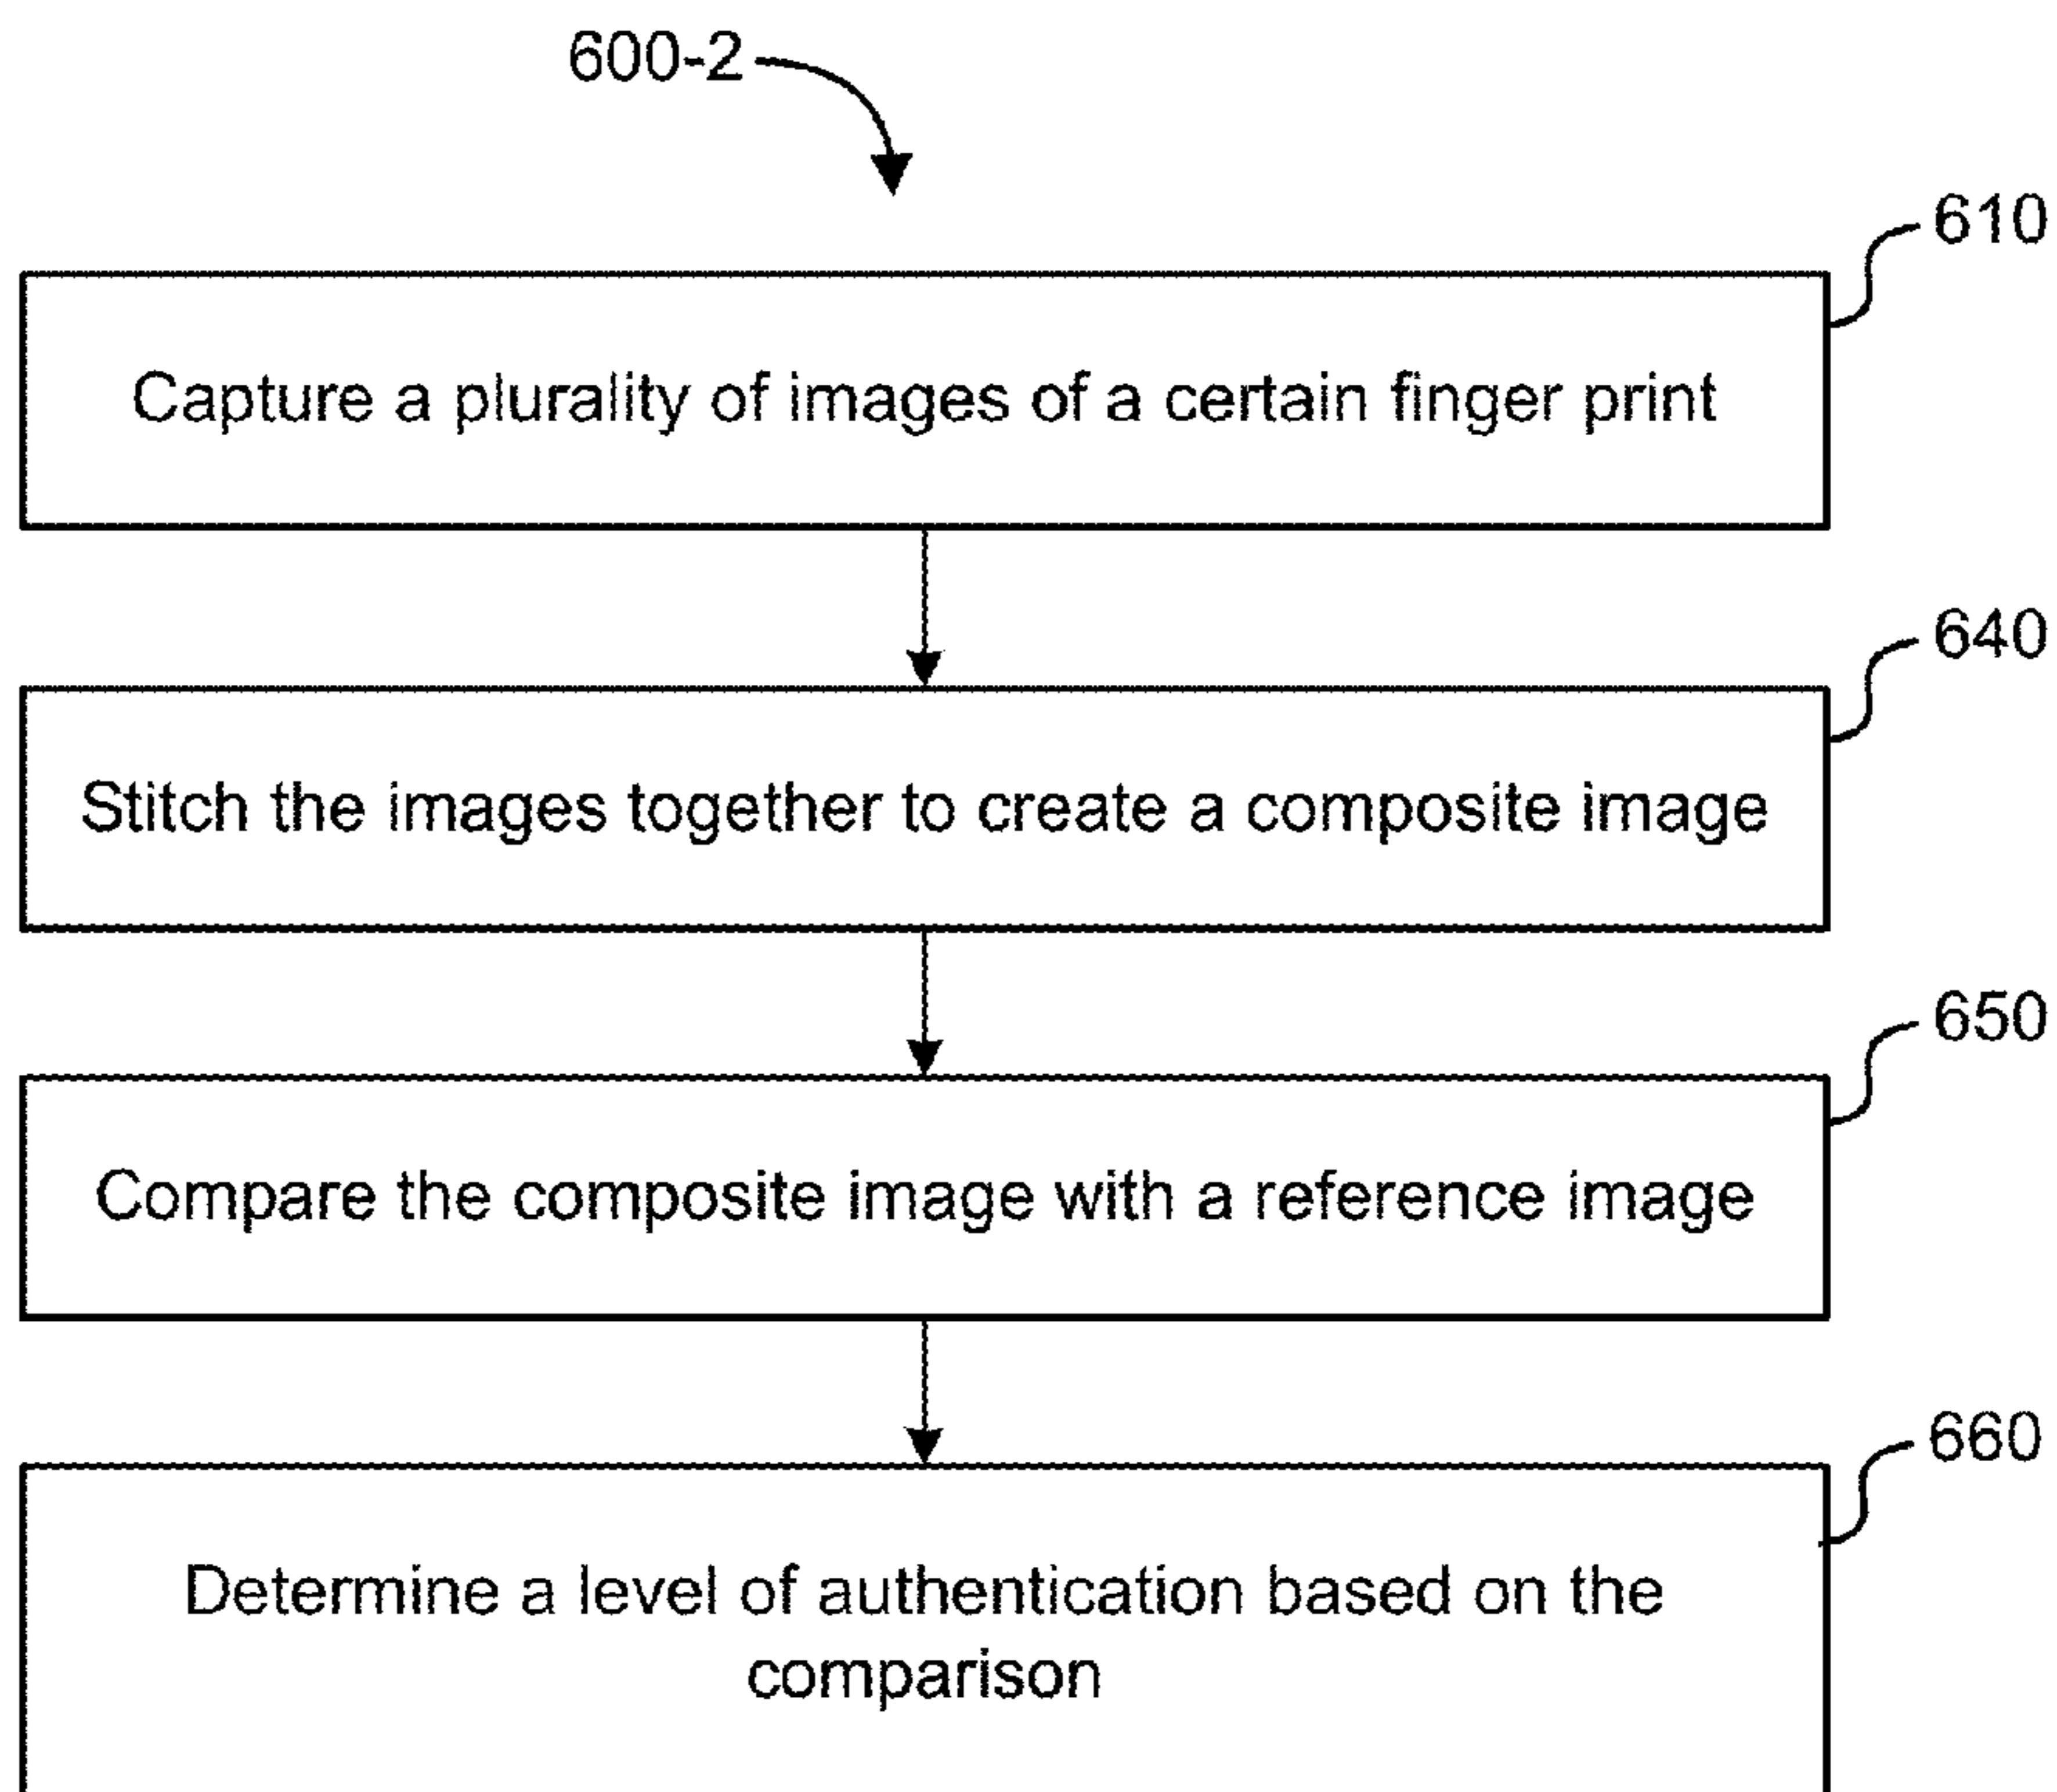 600-2
610
Capture a plurality of images of a certain finger print
640
Stitch the images together to create a composite image
650
Compare the composite image with a reference image
660
Determine a level of authentication based on the
comparison